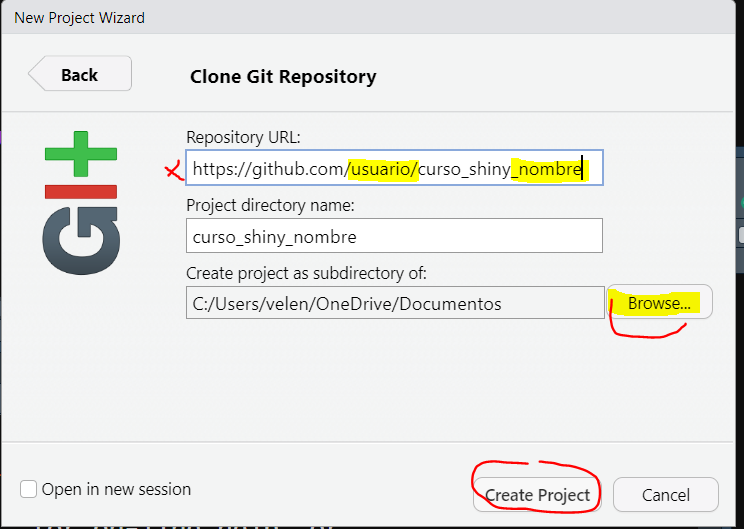 New Project Wizard
Back
Clone Git Repository
GIt
Repository URL:
https://github.com/usuario/curso_shiny_nombre
Project directory name:
curso_shiny_nombre
Create project as subdirectory of:
C:/Users/velen/OneDrive/Documentos
Browse...
Open in new session
Create Project
Cancel